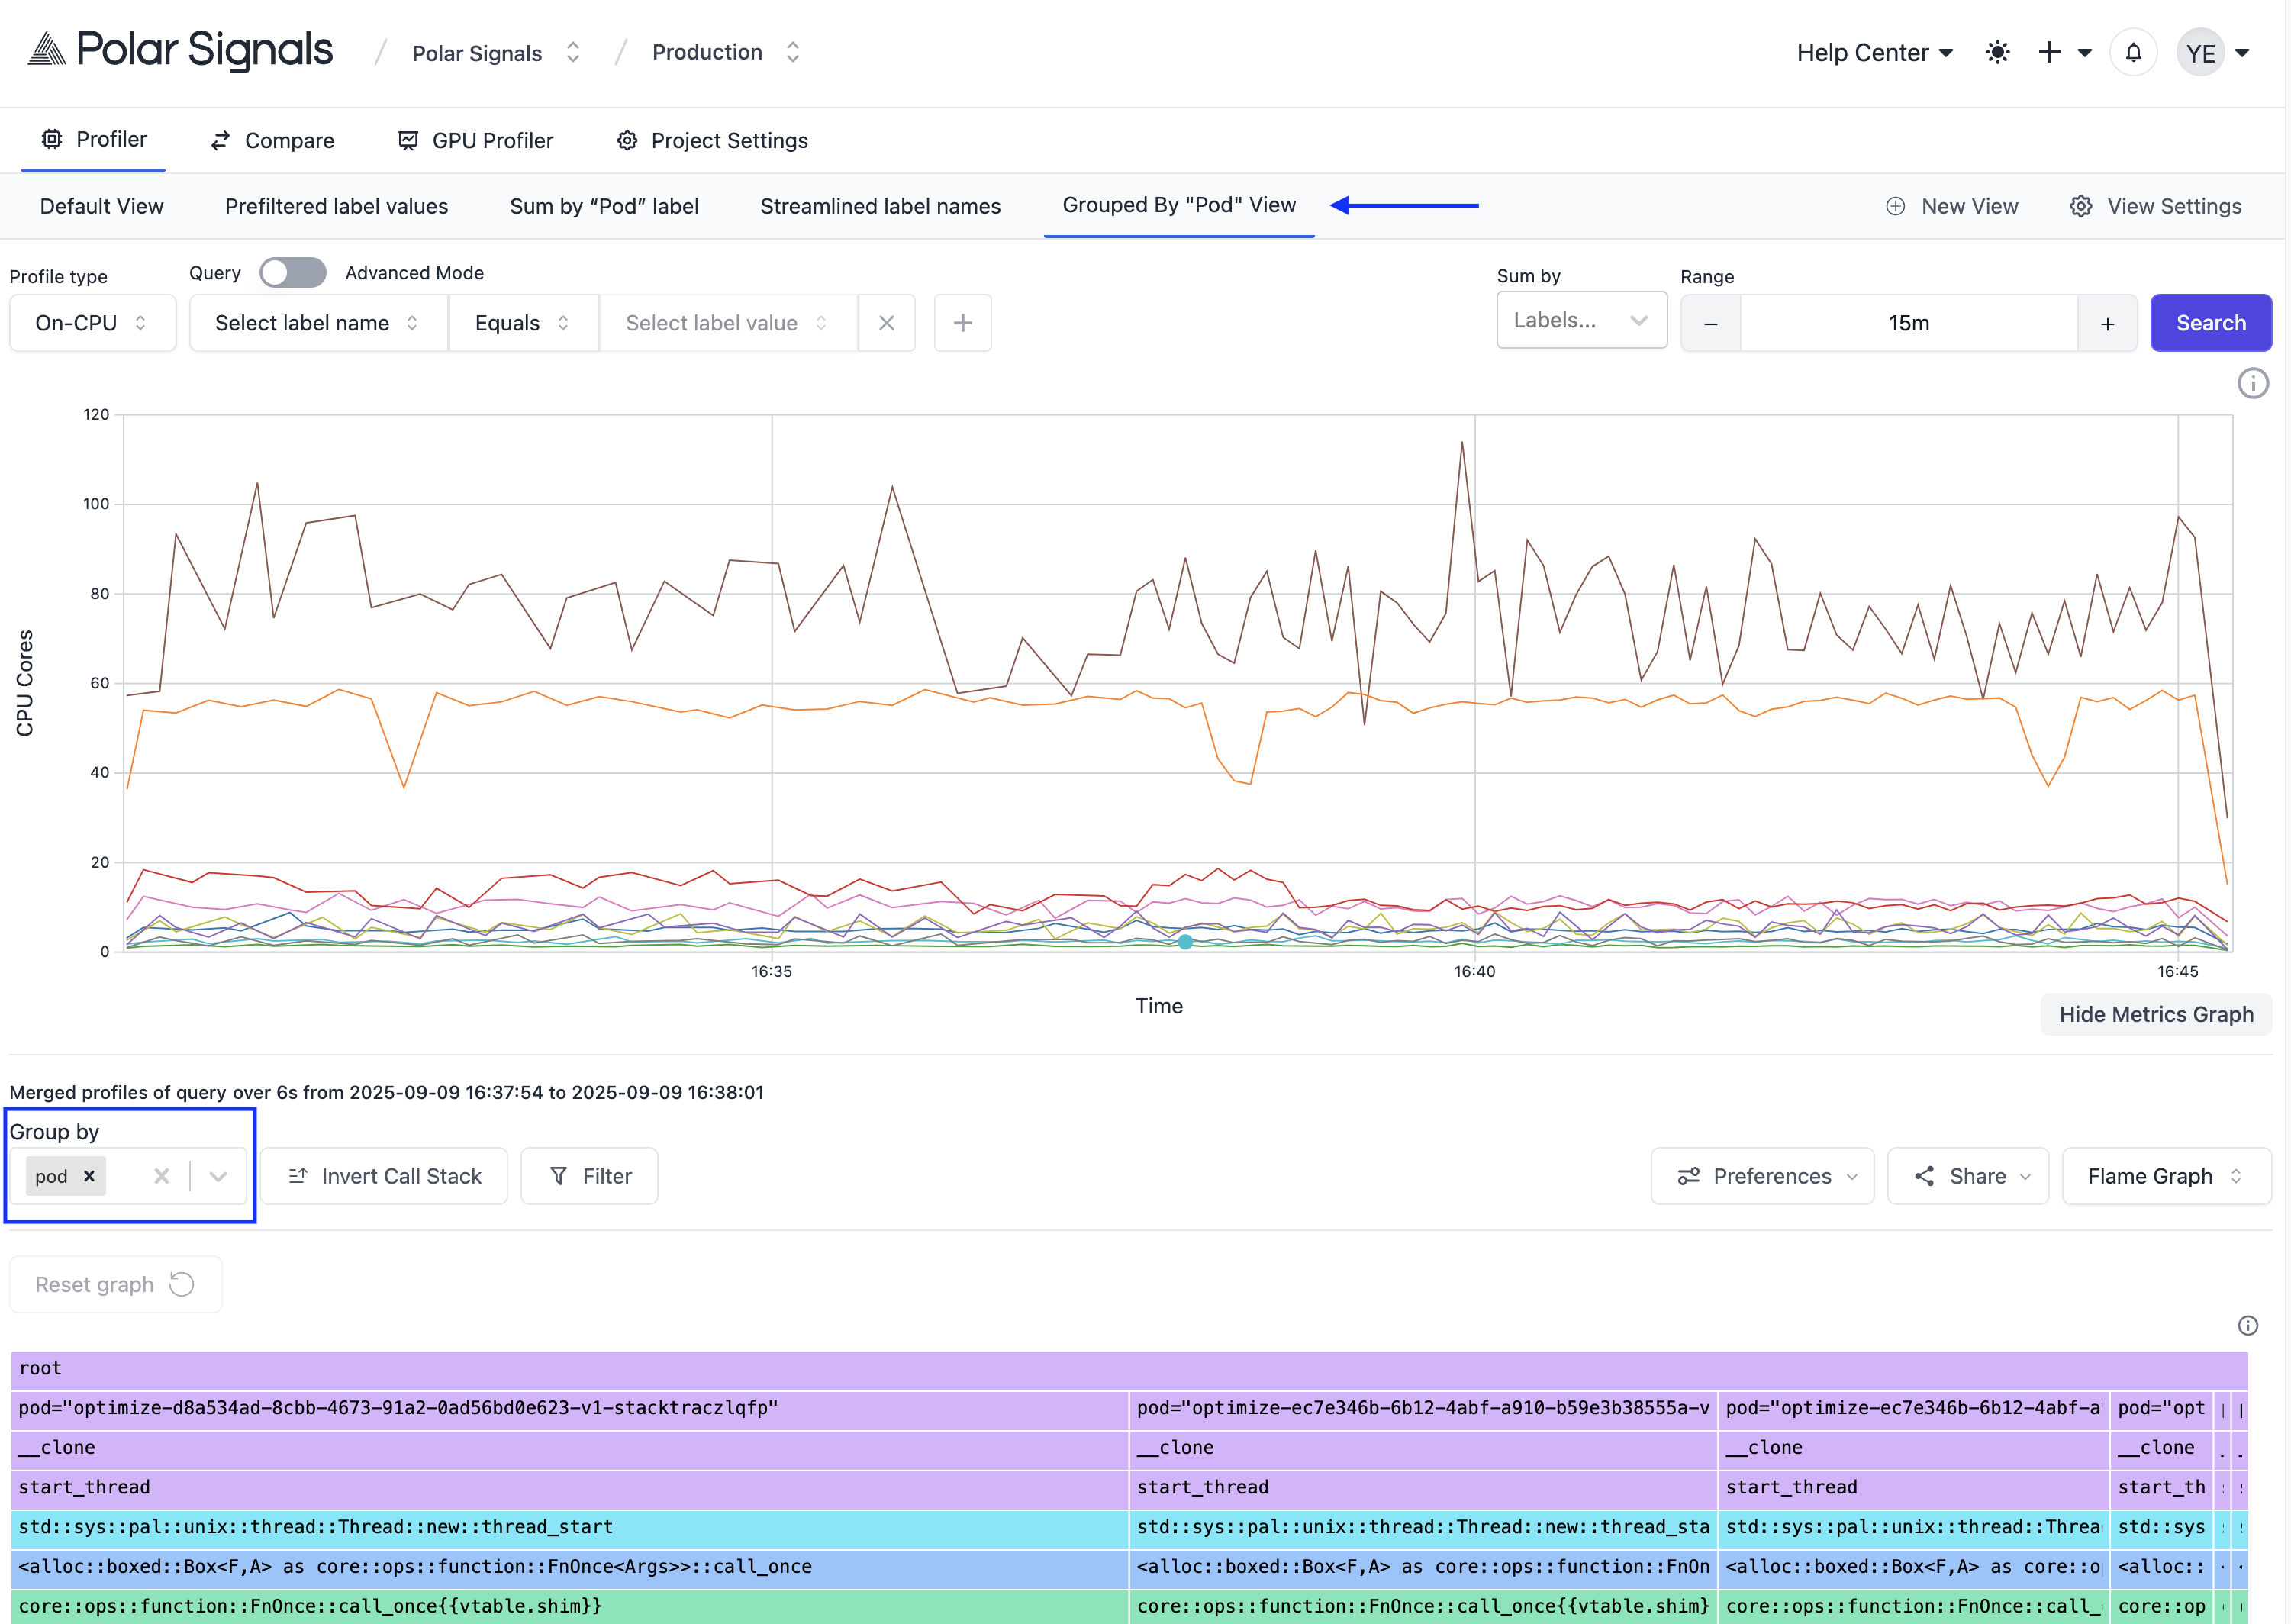 Polar Signals / Polar Signals / Production Help Center YE
Profiler Compare GPU Profiler Project Settings
Default View Prefiltered label values Sum by “Pod” label Streamlined label names Grouped By "Pod" View New View View Settings
Profile type Query Advanced Mode Sum by Range
On-CPU Select label name Equals Select label value Labels... 15m Search
120
100
80
60
40
20
0
CPU Cores
16:35 16:40 16:45
Time
Hide Metrics Graph
Merged profiles of query over 6s from 2025-09-09 16:37:54 to 2025-09-09 16:38:01
Group by
pod Invert Call Stack Filter Preferences Share Flame Graph
Reset graph
root
pod="optimize-d8a534ad-8cbb-4673-91a2-0ad56bd0e623-v1-stacktraczlqfp" pod="optimize-ec7e346b-6b12-4abf-a910-b59e3b38555a-v pod="optimize-ec7e346b-6b12-4abf-a pod="opt
__clone __clone __clone __clone
start_thread start_thread start_thread start_th
std::sys::pal::unix::thread::Thread::new::thread_start std::sys::pal::unix::thread::Thread::new::thread_sta std::sys::pal::unix::thread::Threa std::sys
<alloc::boxed::Box<F,A> as core::ops::function::FnOnce<Args>>::call_once <alloc::boxed::Box<F,A> as core::ops::function::FnOn <alloc::boxed::Box<F,A> as core::o <alloc::
core::ops::function::FnOnce::call_once{{vtable.shim}} core::ops::function::FnOnce::call_once{{vtable.shim} core::ops::function::FnOnce::call_ core::op